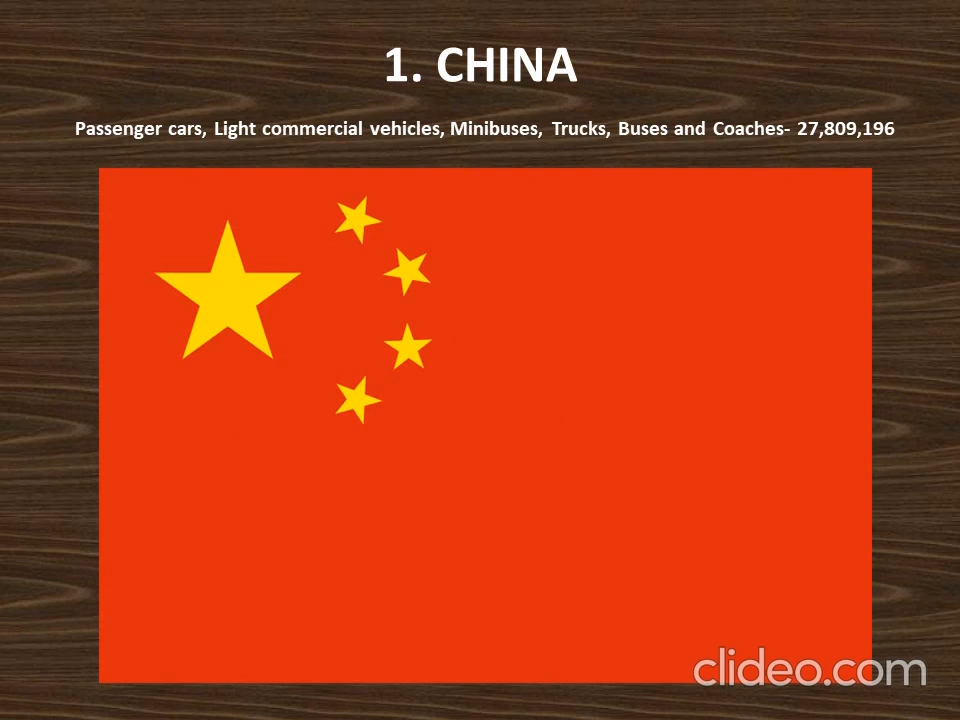 1. CHINA
Passenger cars, Light commercial vehicles, Minibuses, Trucks, Buses and Coaches- 27,809,196
clideo.com